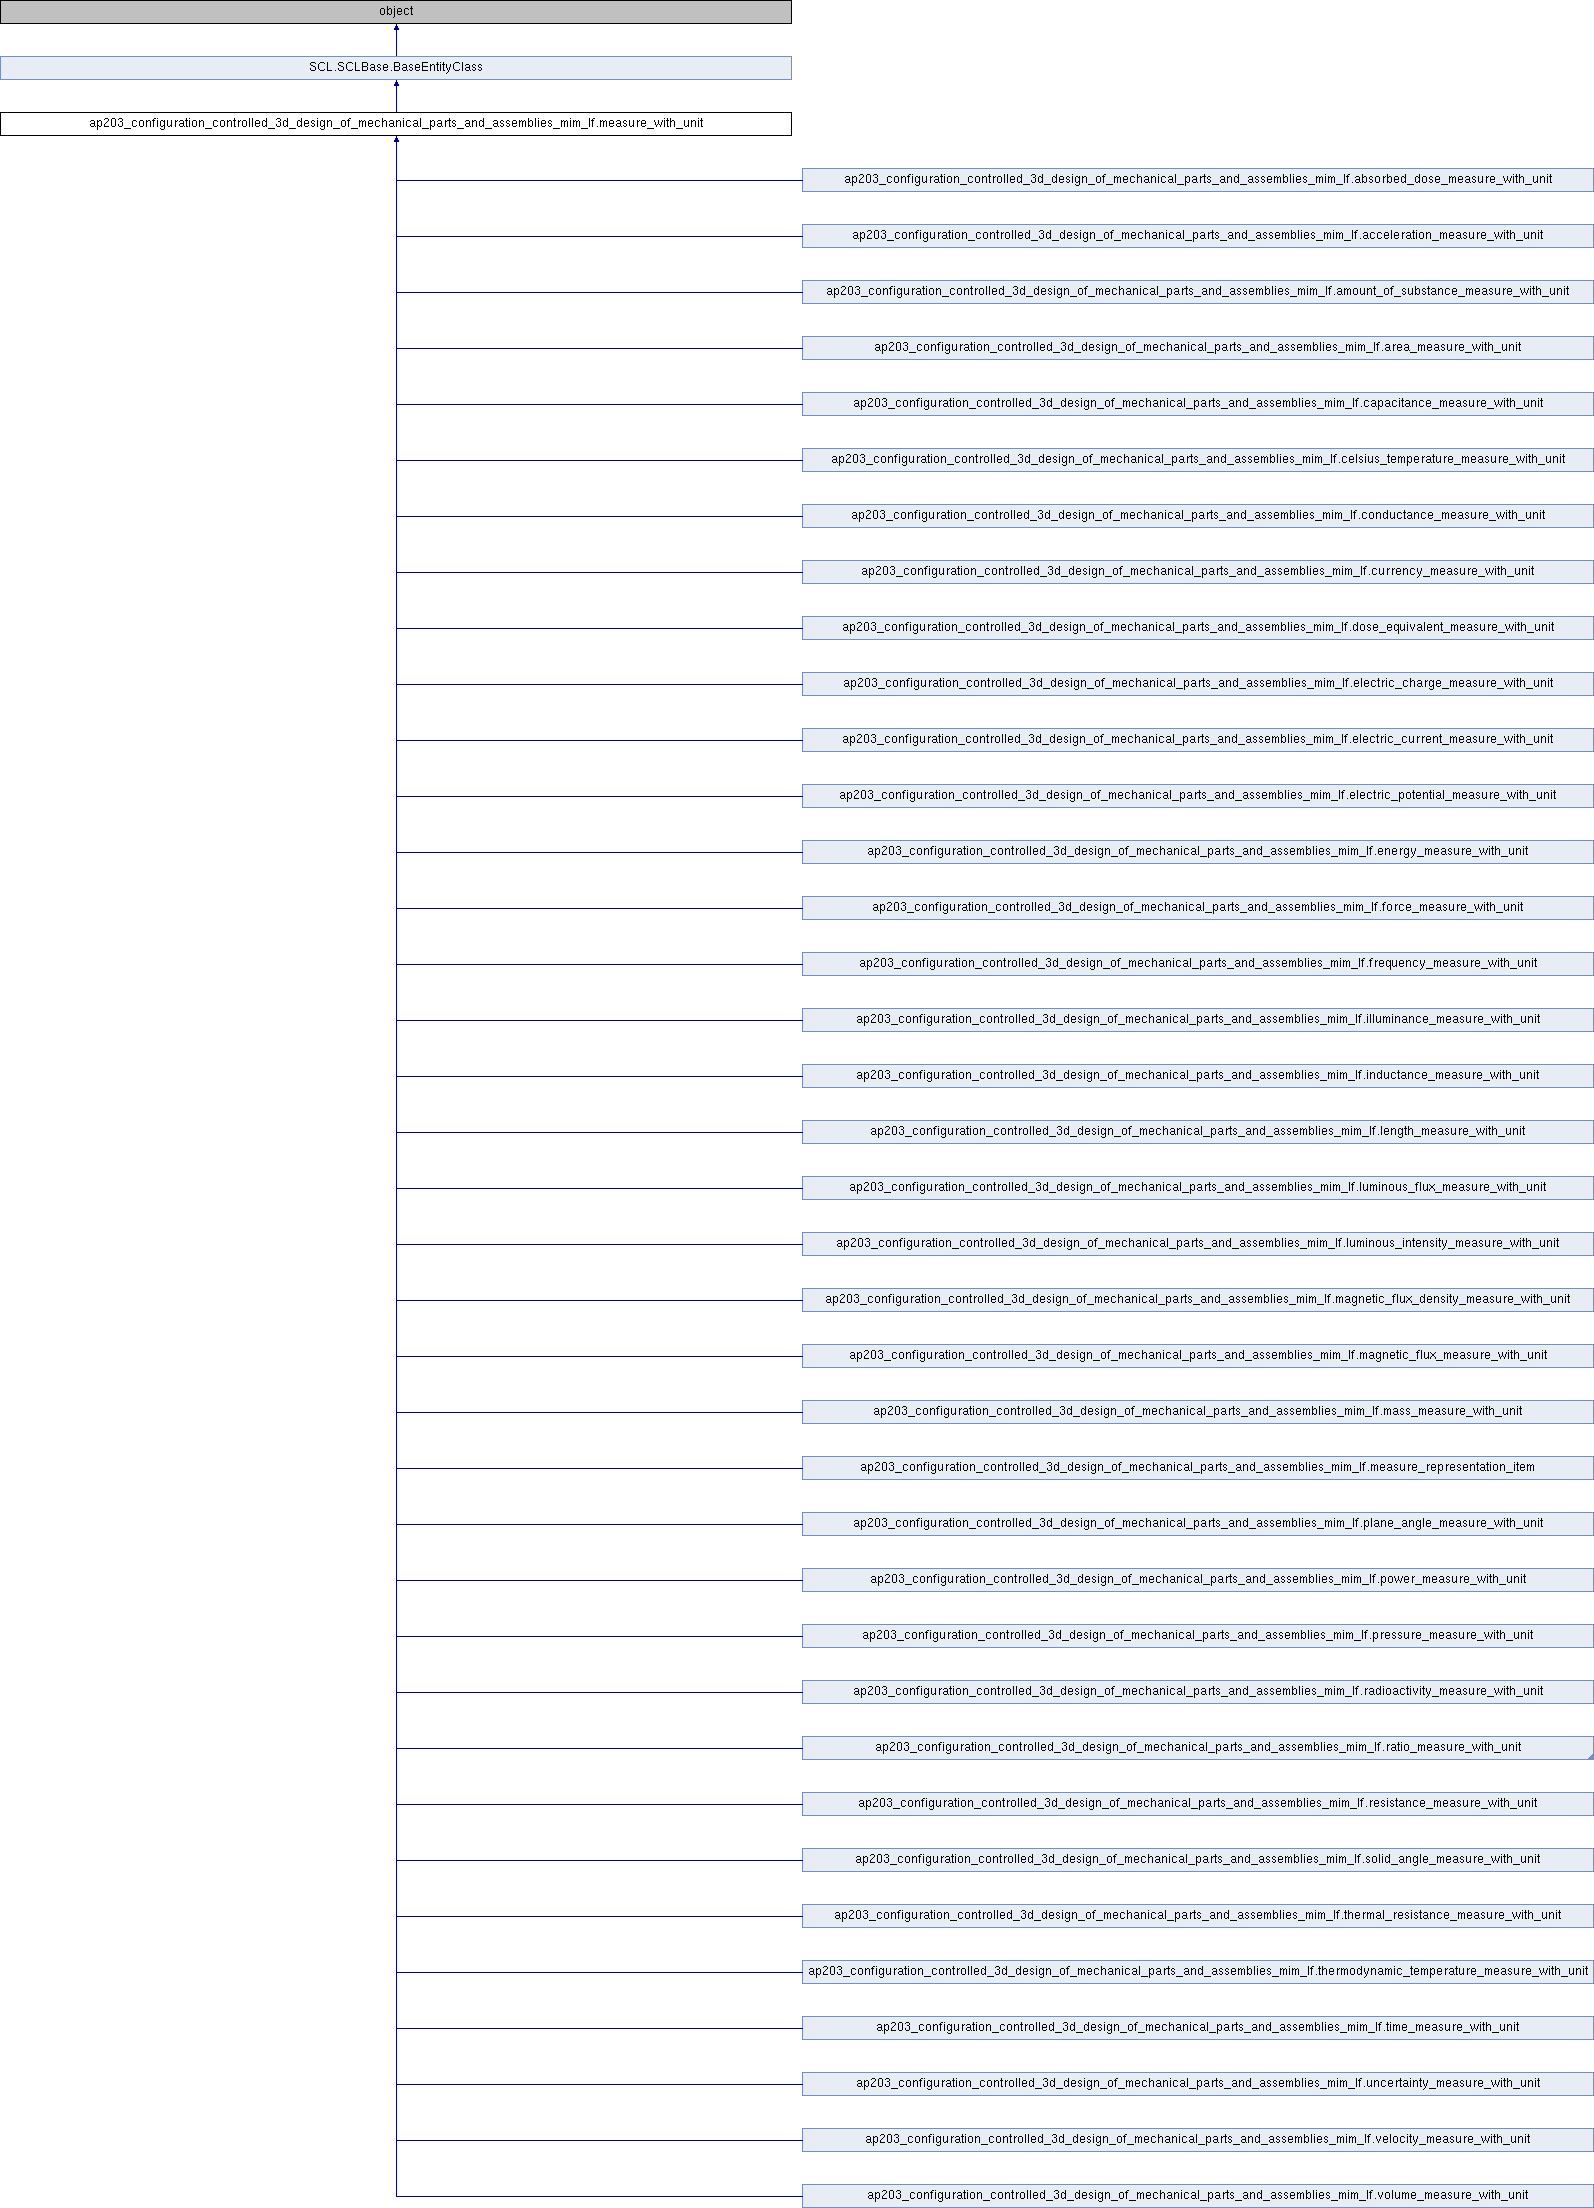 object
SCL.SCLBase.BaseEntityClass
ap203_configuration_controlled_3d_design_of_mechanical_parts_and_assemblies_mim_lf.measure_with_unit
ap203_configuration_controlled_3d_design_of_mechanical_parts_and_assemblies_mim_lf.absorbed_dose_measure_with_unit
ap203_configuration_controlled_3d_design_of_mechanical_parts_and_assemblies_mim_lf.acceleration_measure_with_unit
ap203_configuration_controlled_3d_design_of_mechanical_parts_and_assemblies_mim_lf.amount_of_substance_measure_with_unit
ap203_configuration_controlled_3d_design_of_mechanical_parts_and_assemblies_mim_lf.area_measure_with_unit
ap203_configuration_controlled_3d_design_of_mechanical_parts_and_assemblies_mim_lf.capacitance_measure_with_unit
ap203_configuration_controlled_3d_design_of_mechanical_parts_and_assemblies_mim_lf.celsius_temperature_measure_with_unit
ap203_configuration_controlled_3d_design_of_mechanical_parts_and_assemblies_mim_lf.conductance_measure_with_unit
ap203_configuration_controlled_3d_design_of_mechanical_parts_and_assemblies_mim_lf.currency_measure_with_unit
ap203_configuration_controlled_3d_design_of_mechanical_parts_and_assemblies_mim_lf.dose_equivalent_measure_with_unit
ap203_configuration_controlled_3d_design_of_mechanical_parts_and_assemblies_mim_lf.electric_charge_measure_with_unit
ap203_configuration_controlled_3d_design_of_mechanical_parts_and_assemblies_mim_lf.electric_current_measure_with_unit
ap203_configuration_controlled_3d_design_of_mechanical_parts_and_assemblies_mim_lf.electric_potential_measure_with_unit
ap203_configuration_controlled_3d_design_of_mechanical_parts_and_assemblies_mim_lf.energy_measure_with_unit
ap203_configuration_controlled_3d_design_of_mechanical_parts_and_assemblies_mim_lf.force_measure_with_unit
ap203_configuration_controlled_3d_design_of_mechanical_parts_and_assemblies_mim_lf.frequency_measure_with_unit
ap203_configuration_controlled_3d_design_of_mechanical_parts_and_assemblies_mim_lf.illuminance_measure_with_unit
ap203_configuration_controlled_3d_design_of_mechanical_parts_and_assemblies_mim_lf.inductance_measure_with_unit
ap203_configuration_controlled_3d_design_of_mechanical_parts_and_assemblies_mim_lf.length_measure_with_unit
ap203_configuration_controlled_3d_design_of_mechanical_parts_and_assemblies_mim_lf.luminous_flux_measure_with_unit
ap203_configuration_controlled_3d_design_of_mechanical_parts_and_assemblies_mim_lf.luminous_intensity_measure_with_unit
ap203_configuration_controlled_3d_design_of_mechanical_parts_and_assemblies_mim_lf.magnetic_flux_density_measure_with_unit
ap203_configuration_controlled_3d_design_of_mechanical_parts_and_assemblies_mim_lf.magnetic_flux_measure_with_unit
ap203_configuration_controlled_3d_design_of_mechanical_parts_and_assemblies_mim_lf.mass_measure_with_unit
ap203_configuration_controlled_3d_design_of_mechanical_parts_and_assemblies_mim_lf.measure_representation_item
ap203_configuration_controlled_3d_design_of_mechanical_parts_and_assemblies_mim_lf.plane_angle_measure_with_unit
ap203_configuration_controlled_3d_design_of_mechanical_parts_and_assemblies_mim_lf.power_measure_with_unit
ap203_configuration_controlled_3d_design_of_mechanical_parts_and_assemblies_mim_lf.pressure_measure_with_unit
ap203_configuration_controlled_3d_design_of_mechanical_parts_and_assemblies_mim_lf.radioactivity_measure_with_unit
ap203_configuration_controlled_3d_design_of_mechanical_parts_and_assemblies_mim_lf.ratio_measure_with_unit
ap203_configuration_controlled_3d_design_of_mechanical_parts_and_assemblies_mim_lf.resistance_measure_with_unit
ap203_configuration_controlled_3d_design_of_mechanical_parts_and_assemblies_mim_lf.solid_angle_measure_with_unit
ap203_configuration_controlled_3d_design_of_mechanical_parts_and_assemblies_mim_lf.thermal_resistance_measure_with_unit
ap203_configuration_controlled_3d_design_of_mechanical_parts_and_assemblies_mim_lf.thermodynamic_temperature_measure_with_unit
ap203_configuration_controlled_3d_design_of_mechanical_parts_and_assemblies_mim_lf.time_measure_with_unit
ap203_configuration_controlled_3d_design_of_mechanical_parts_and_assemblies_mim_lf.uncertainty_measure_with_unit
ap203_configuration_controlled_3d_design_of_mechanical_parts_and_assemblies_mim_lf.velocity_measure_with_unit
ap203_configuration_controlled_3d_design_of_mechanical_parts_and_assemblies_mim_lf.volume_measure_with_unit